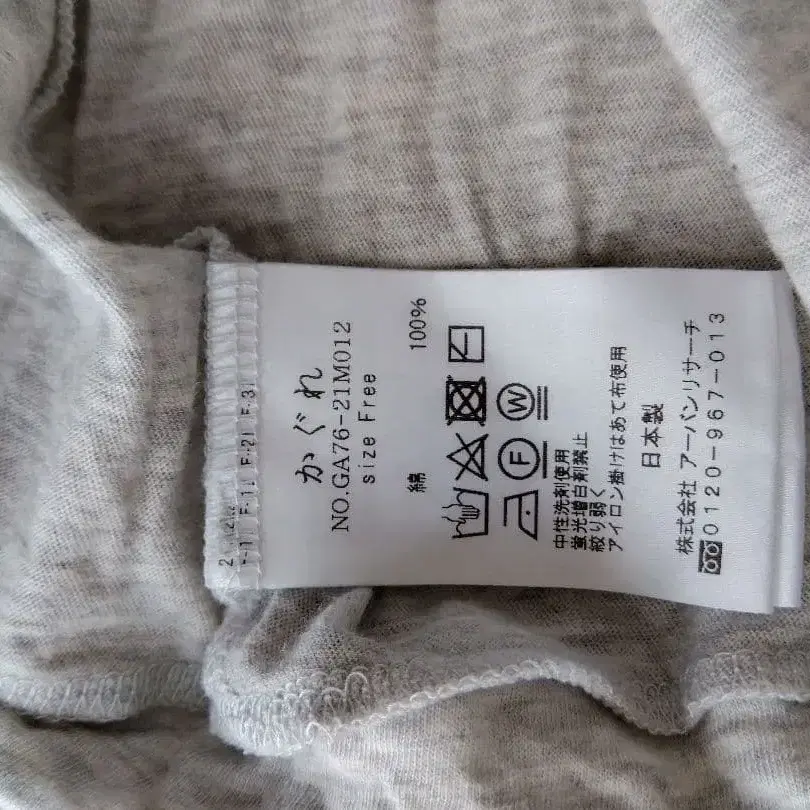 かぐれ
NO.GA76-21M012
size Free
綿 100%
F
W
中性洗剤使用
蛍光増白剤禁止
絞り弱く
アイロン掛けはあて布使用
日本製
株式会社 アーバンリサーチ
0120-967-013